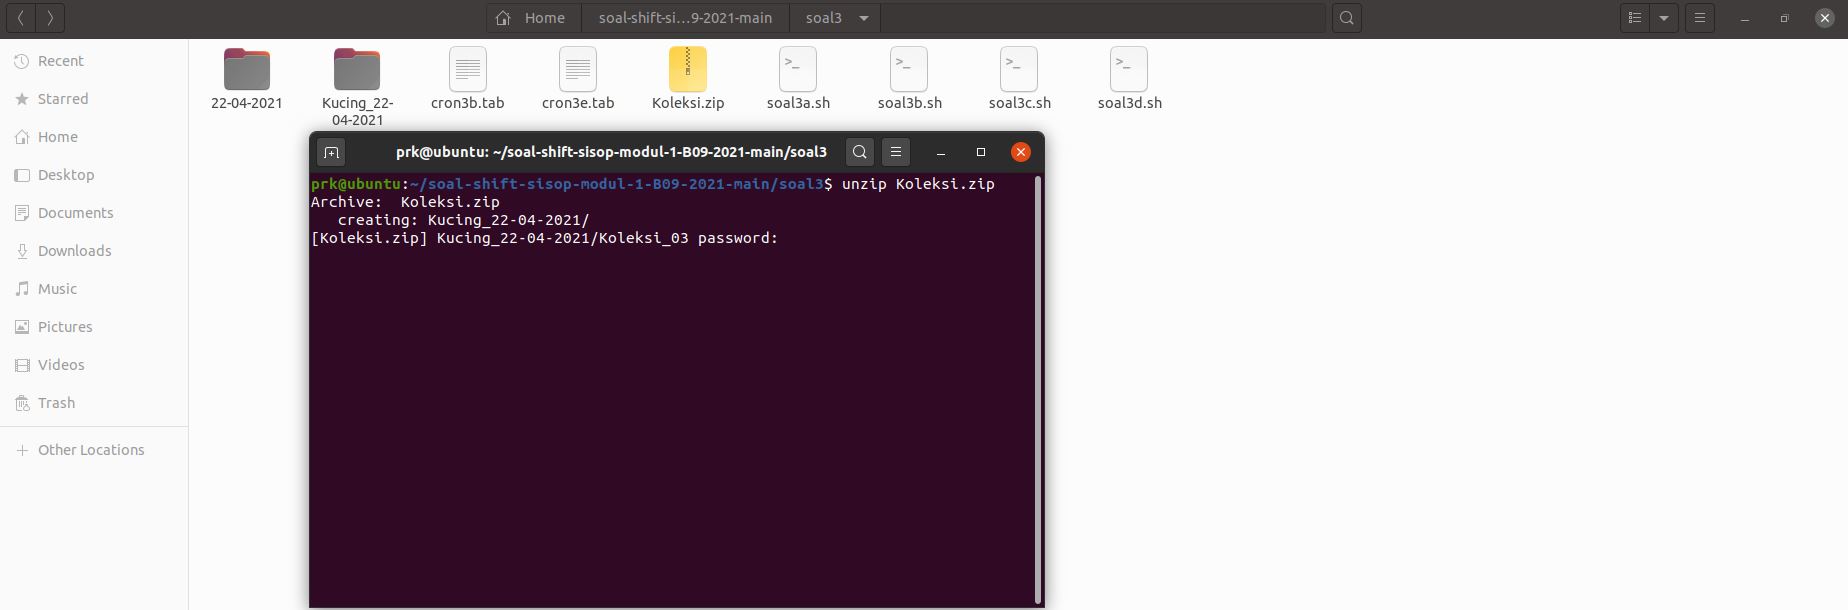 Home
soal-shift-si...9-2021-main
soal3
Recent
Starred
Home
Desktop
Documents
Downloads
Music
Pictures
Videos
Trash
Other Locations
22-04-2021
Kucing_22-
04-2021
cron3b.tab
cron3e.tab
Koleksi.zip
>_
soal3a.sh
>_
soal3b.sh
>_
soal3c.sh
>_
soal3d.sh
prk@ubuntu: ~/soal-shift-sisop-modul-1-B09-2021-main/soal3
prk@ubuntu:~/soal-shift-sisop-modul-1-B09-2021-main/soal3$ unzip Koleksi.zip
Archive:  Koleksi.zip
   creating: Kucing_22-04-2021/
[Koleksi.zip] Kucing_22-04-2021/Koleksi_03 password: